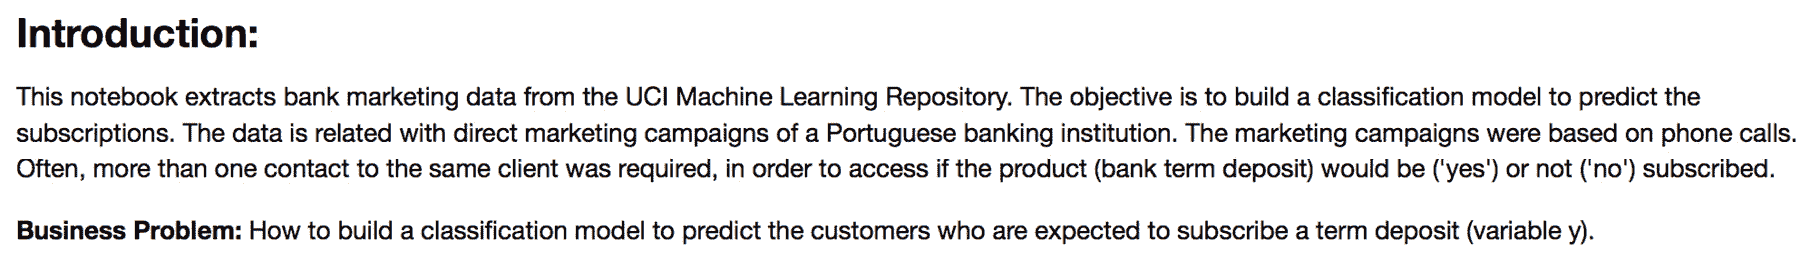 Introduction:
This notebook extracts bank marketing data from the UCI Machine Learning Repository. The objective is to build a classification model to predict the
subscriptions. The data is related with direct marketing campaigns of a Portuguese banking institution. The marketing campaigns were based on phone calls.
Often, more than one contact to the same client was required, in order to access if the product (bank term deposit) would be ('yes') or not ('no') subscribed.
Business Problem: How to build a classification model to predict the customers who are expected to subscribe a term deposit (variable y).